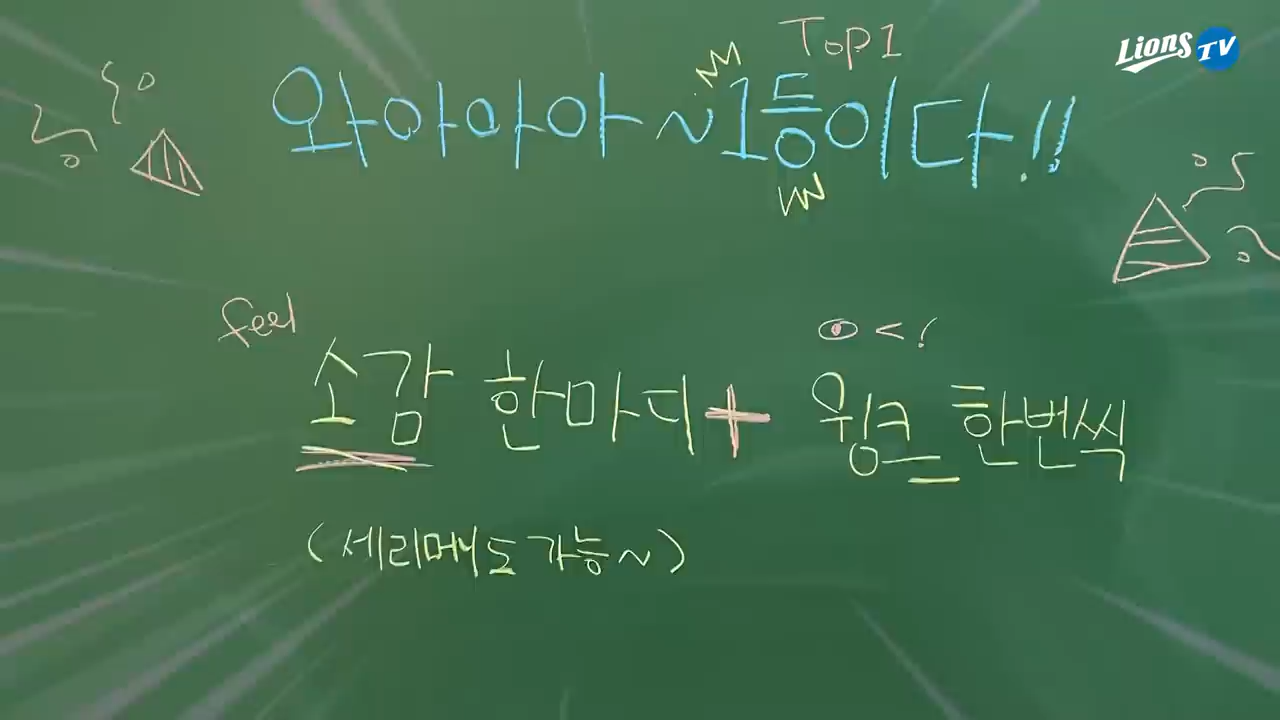 Lions TV
Top1
와아아아~1등이다!!
feel
소감 한마디+ 윙크 한번씩
(세리머니도 가능~)